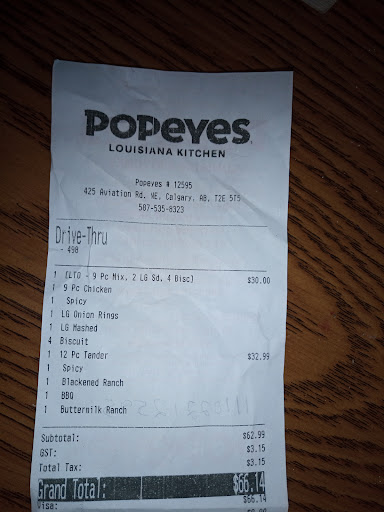 POPEYES
LOUISIANA KITCHEN
Popeyes # 12595
425 Aviation Rd. NE, Calgary, AB, T2E 5T5
587-535-8323
Drive-Thru
- 490
1 [LTO - 9 Pc Mix, 2 LG Sd, 4 Bisc] $30.00
1 9 Pc Chicken
1 Spicy
1 LG Onion Rings
1 LG Mashed
4 Biscuit
1 12 Pc Tender $32.99
1 Spicy
1 Blackened Ranch
1 BBQ
1 Buttermilk Ranch
Subtotal: $62.99
GST: $3.15
Total Tax: $3.15
Grand Total: $66.14
Visa: $66.14